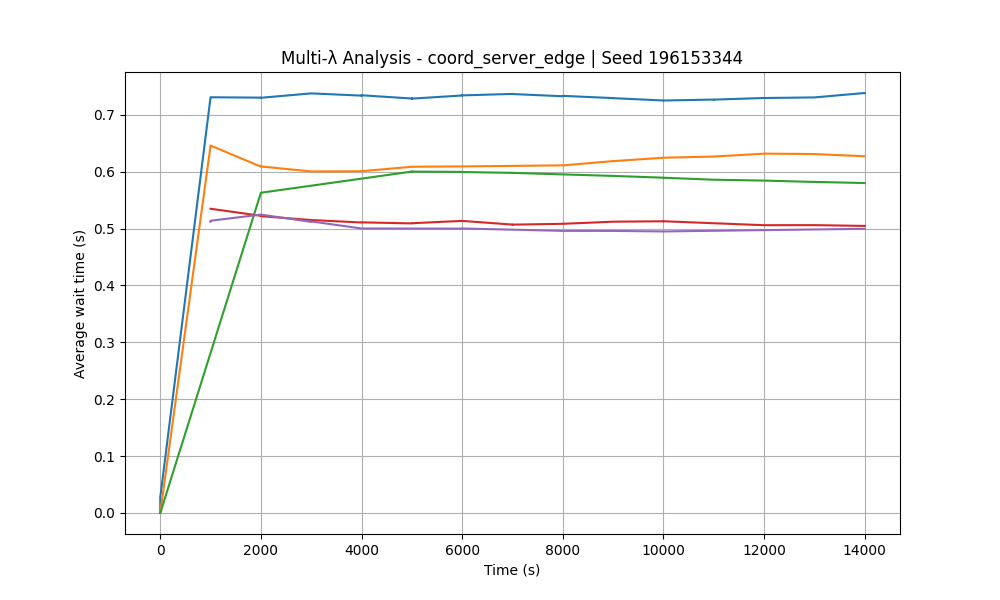 Multi-λ Analysis - coord_server_edge | Seed 196153344
Average wait time (s)
0.7
0.6
0.5
0.4
0.3
0.2
0.1
0.0
0 2000 4000 6000 8000 10000 12000 14000
Time (s)